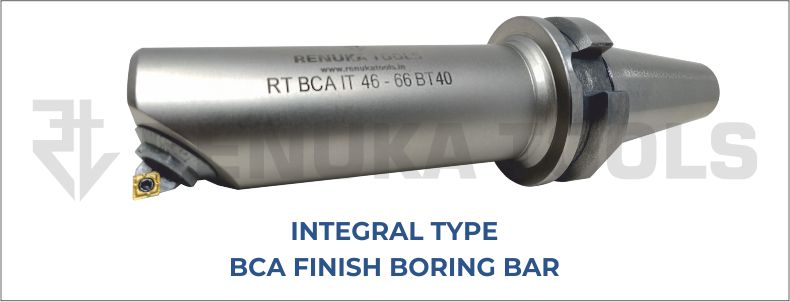 RENUKA TOOLS
www.renukatools.in
RT BCA IT 46 - 66 BT40
RENUKA TOOLS
INTEGRAL TYPE
BCA FINISH BORING BAR